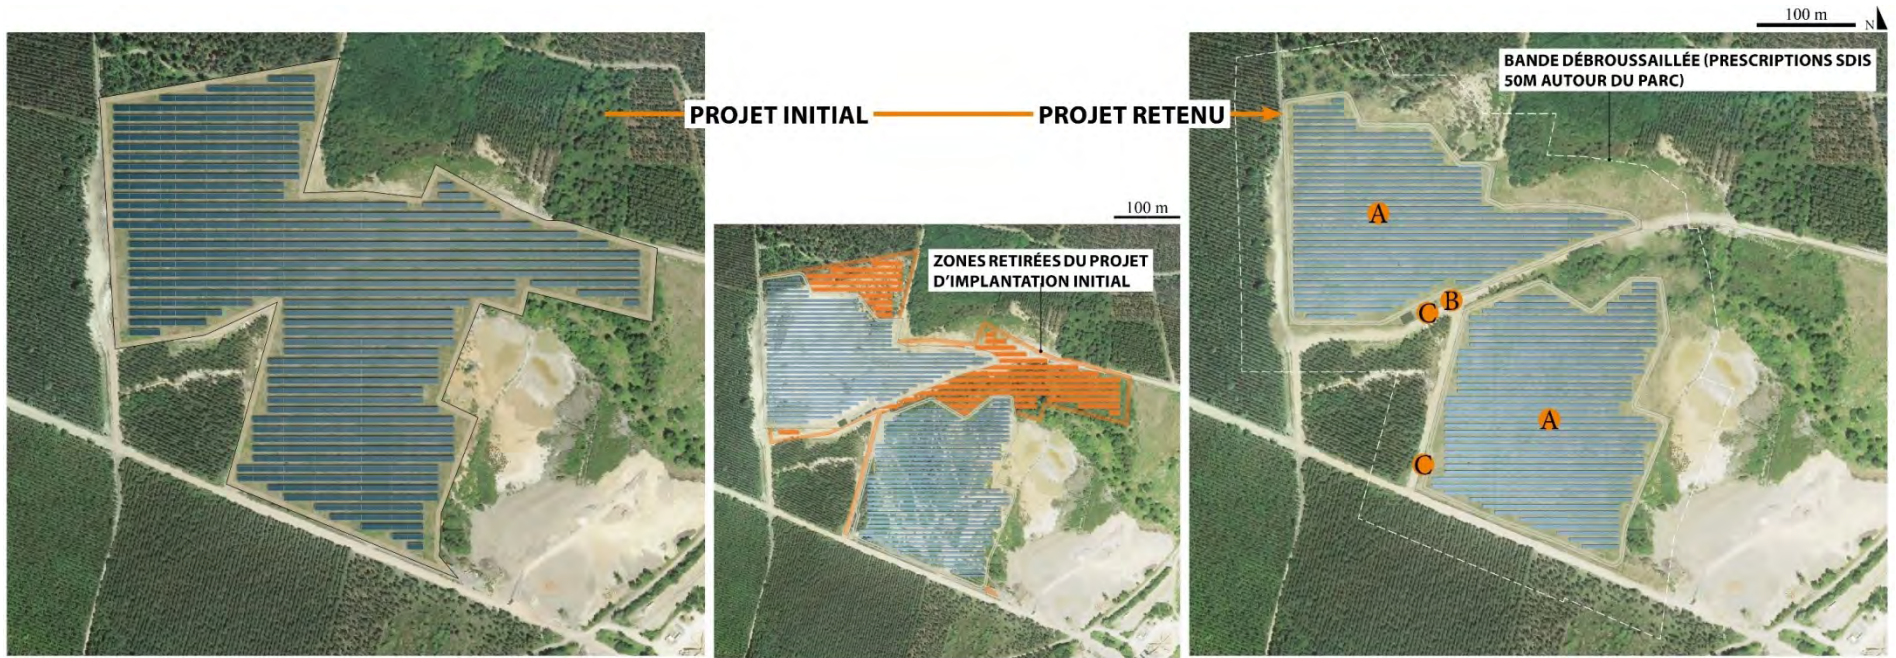 100 m
N
BANDE DÉBROUSSAILLÉE (PRESCRIPTIONS SDIS
50M AUTOUR DU PARC)
PROJET INITIAL
PROJET RETENU
100 m
ZONES RETIRÉES DU PROJET
D'IMPLANTATION INITIAL
A
B
C
A
C